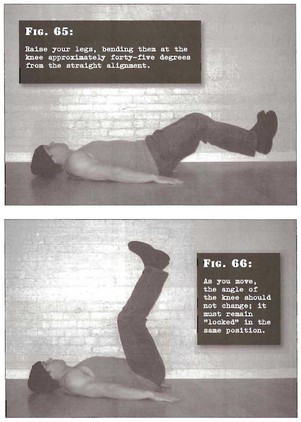 FIG. 65:
Raise your legs, bending them at the
knee approximately forty-five degrees
from the straight alignment.
FIG. 66:
As you move,
the angle of
the knee should
not change; it
must remain
"locked" in the
same position.